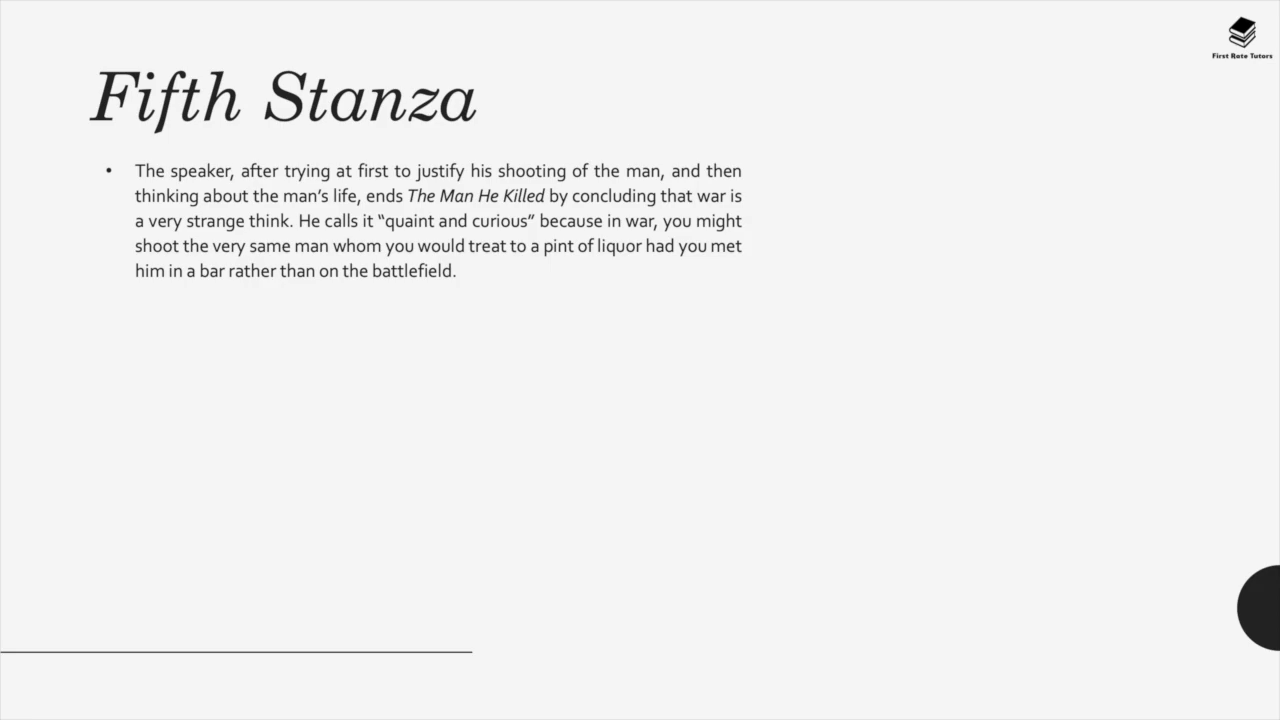 First Rate Tutors
Fifth Stanza
• The speaker, after trying at first to justify his shooting of the man, and then
thinking about the man’s life, ends The Man He Killed by concluding that war is
a very strange think. He calls it “quaint and curious” because in war, you might
shoot the very same man whom you would treat to a pint of liquor had you met
him in a bar rather than on the battlefield.